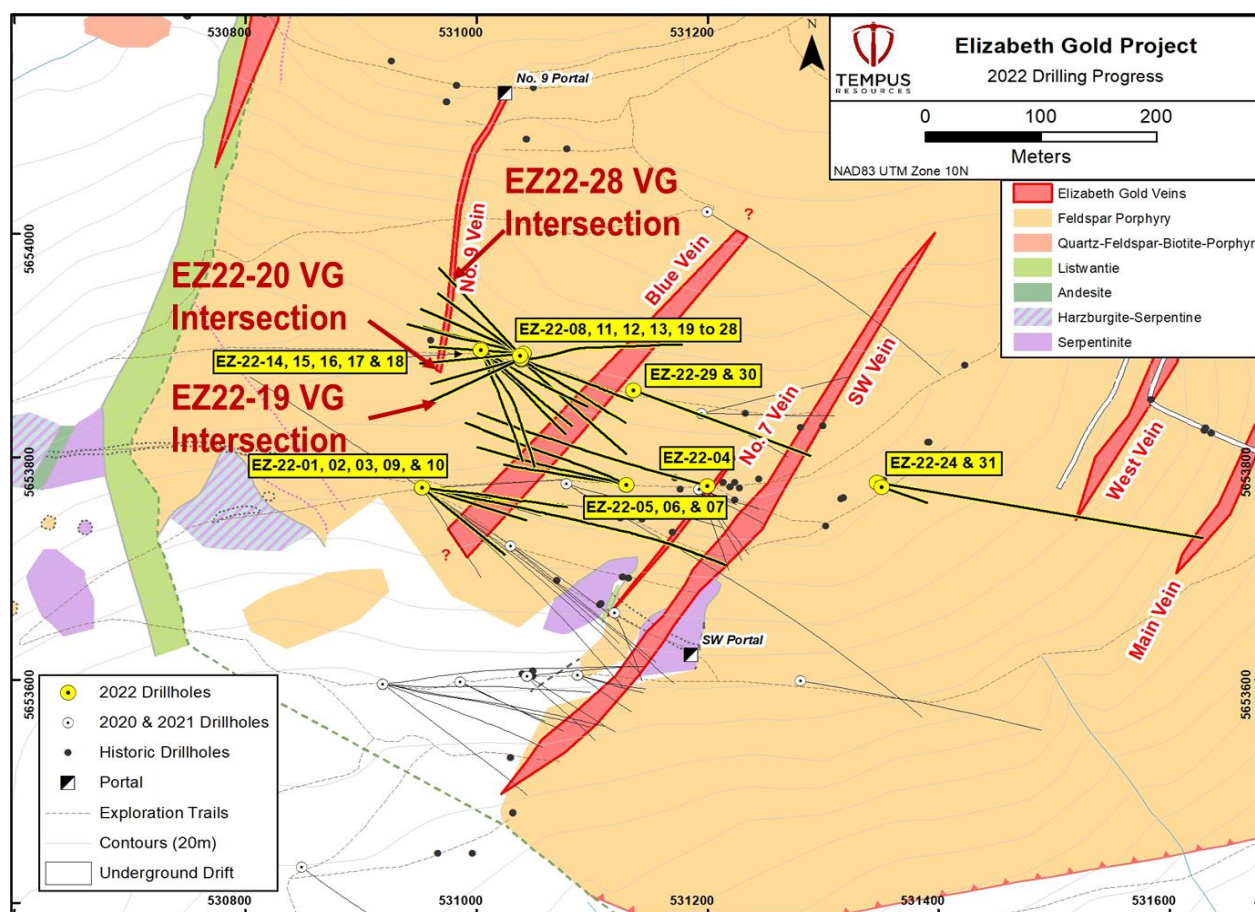 530800
531000
531200
N
TEMPUS
RESOURCES
Elizabeth Gold Project
2022 Drilling Progress
0
100
200
Meters
NAD83 UTM Zone 10N
Elizabeth Gold Veins
Feldspar Porphyry
Quartz-Feldspar-Biotite-Porphyr
Listwantie
Andesite
Harzburgite-Serpentine
Serpentinite
No. 9 Portal
EZ22-28 VG
Intersection
No. 9 Vein
?
Blue Vein
5654000
EZ22-20 VG
Intersection
EZ-22-08, 11, 12, 13, 19 to 28
EZ-22-14, 15, 16, 17 & 18
EZ-22-29 & 30
SW Vein
EZ22-19 VG
Intersection
No. 7 Vein
EZ-22-01, 02, 03, 09, & 10
EZ-22-04
EZ-22-24 & 31
5653800
5653800
West Vein
EZ-22-05, 06, & 07
?
Main Vein
SW Portal
5653600
5653600
2022 Drillholes
2020 & 2021 Drillholes
Historic Drillholes
Portal
Exploration Trails
Contours (20m)
Underground Drift
530800
531000
531200
531400
531600